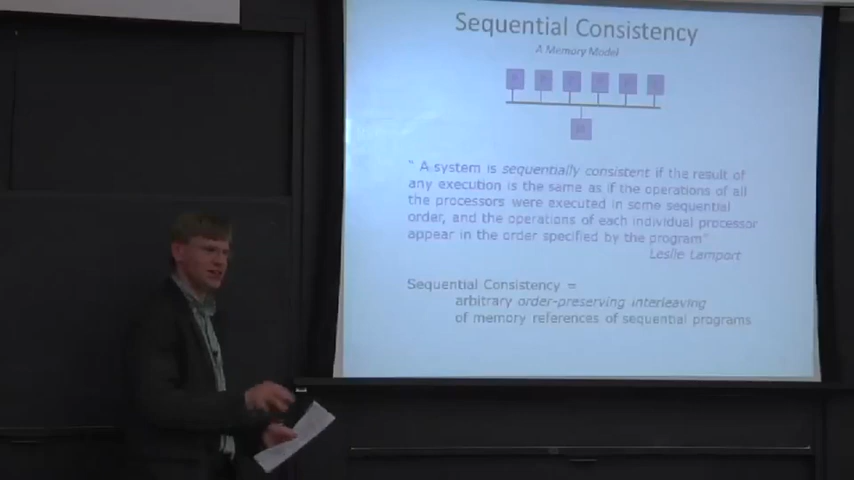 Sequential Consistency
A Memory Model
" A system is sequentially consistent if the result of
any execution is the same as if the operations of all
the processors were executed in some sequential
order, and the operations of each individual processor
appear in the order specified by the program"
Leslie Lamport
Sequential Consistency =
arbitrary order-preserving interleaving
of memory references of sequential programs